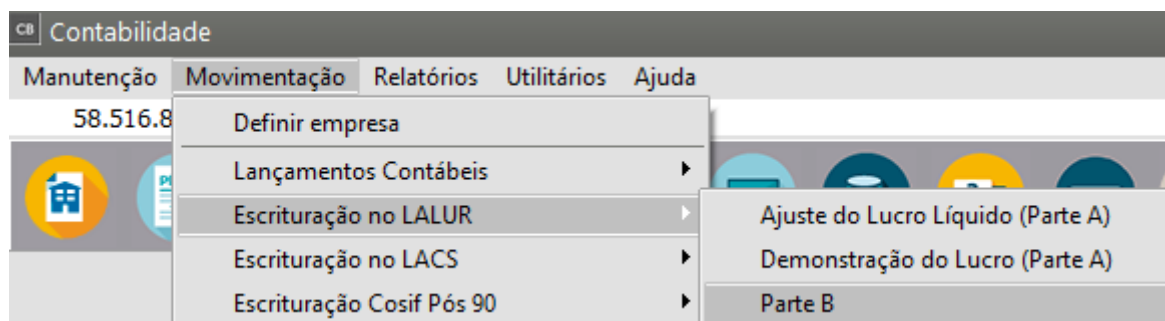 CB Contabilidade
Manutenção Movimentação Relatórios Utilitários Ajuda
58.516.8
Definir empresa
Lançamentos Contábeis
Escrituração no LALUR
Ajuste do Lucro Líquido (Parte A)
Escrituração no LACS
Demonstração do Lucro (Parte A)
Escrituração Cosif Pós 90
Parte B